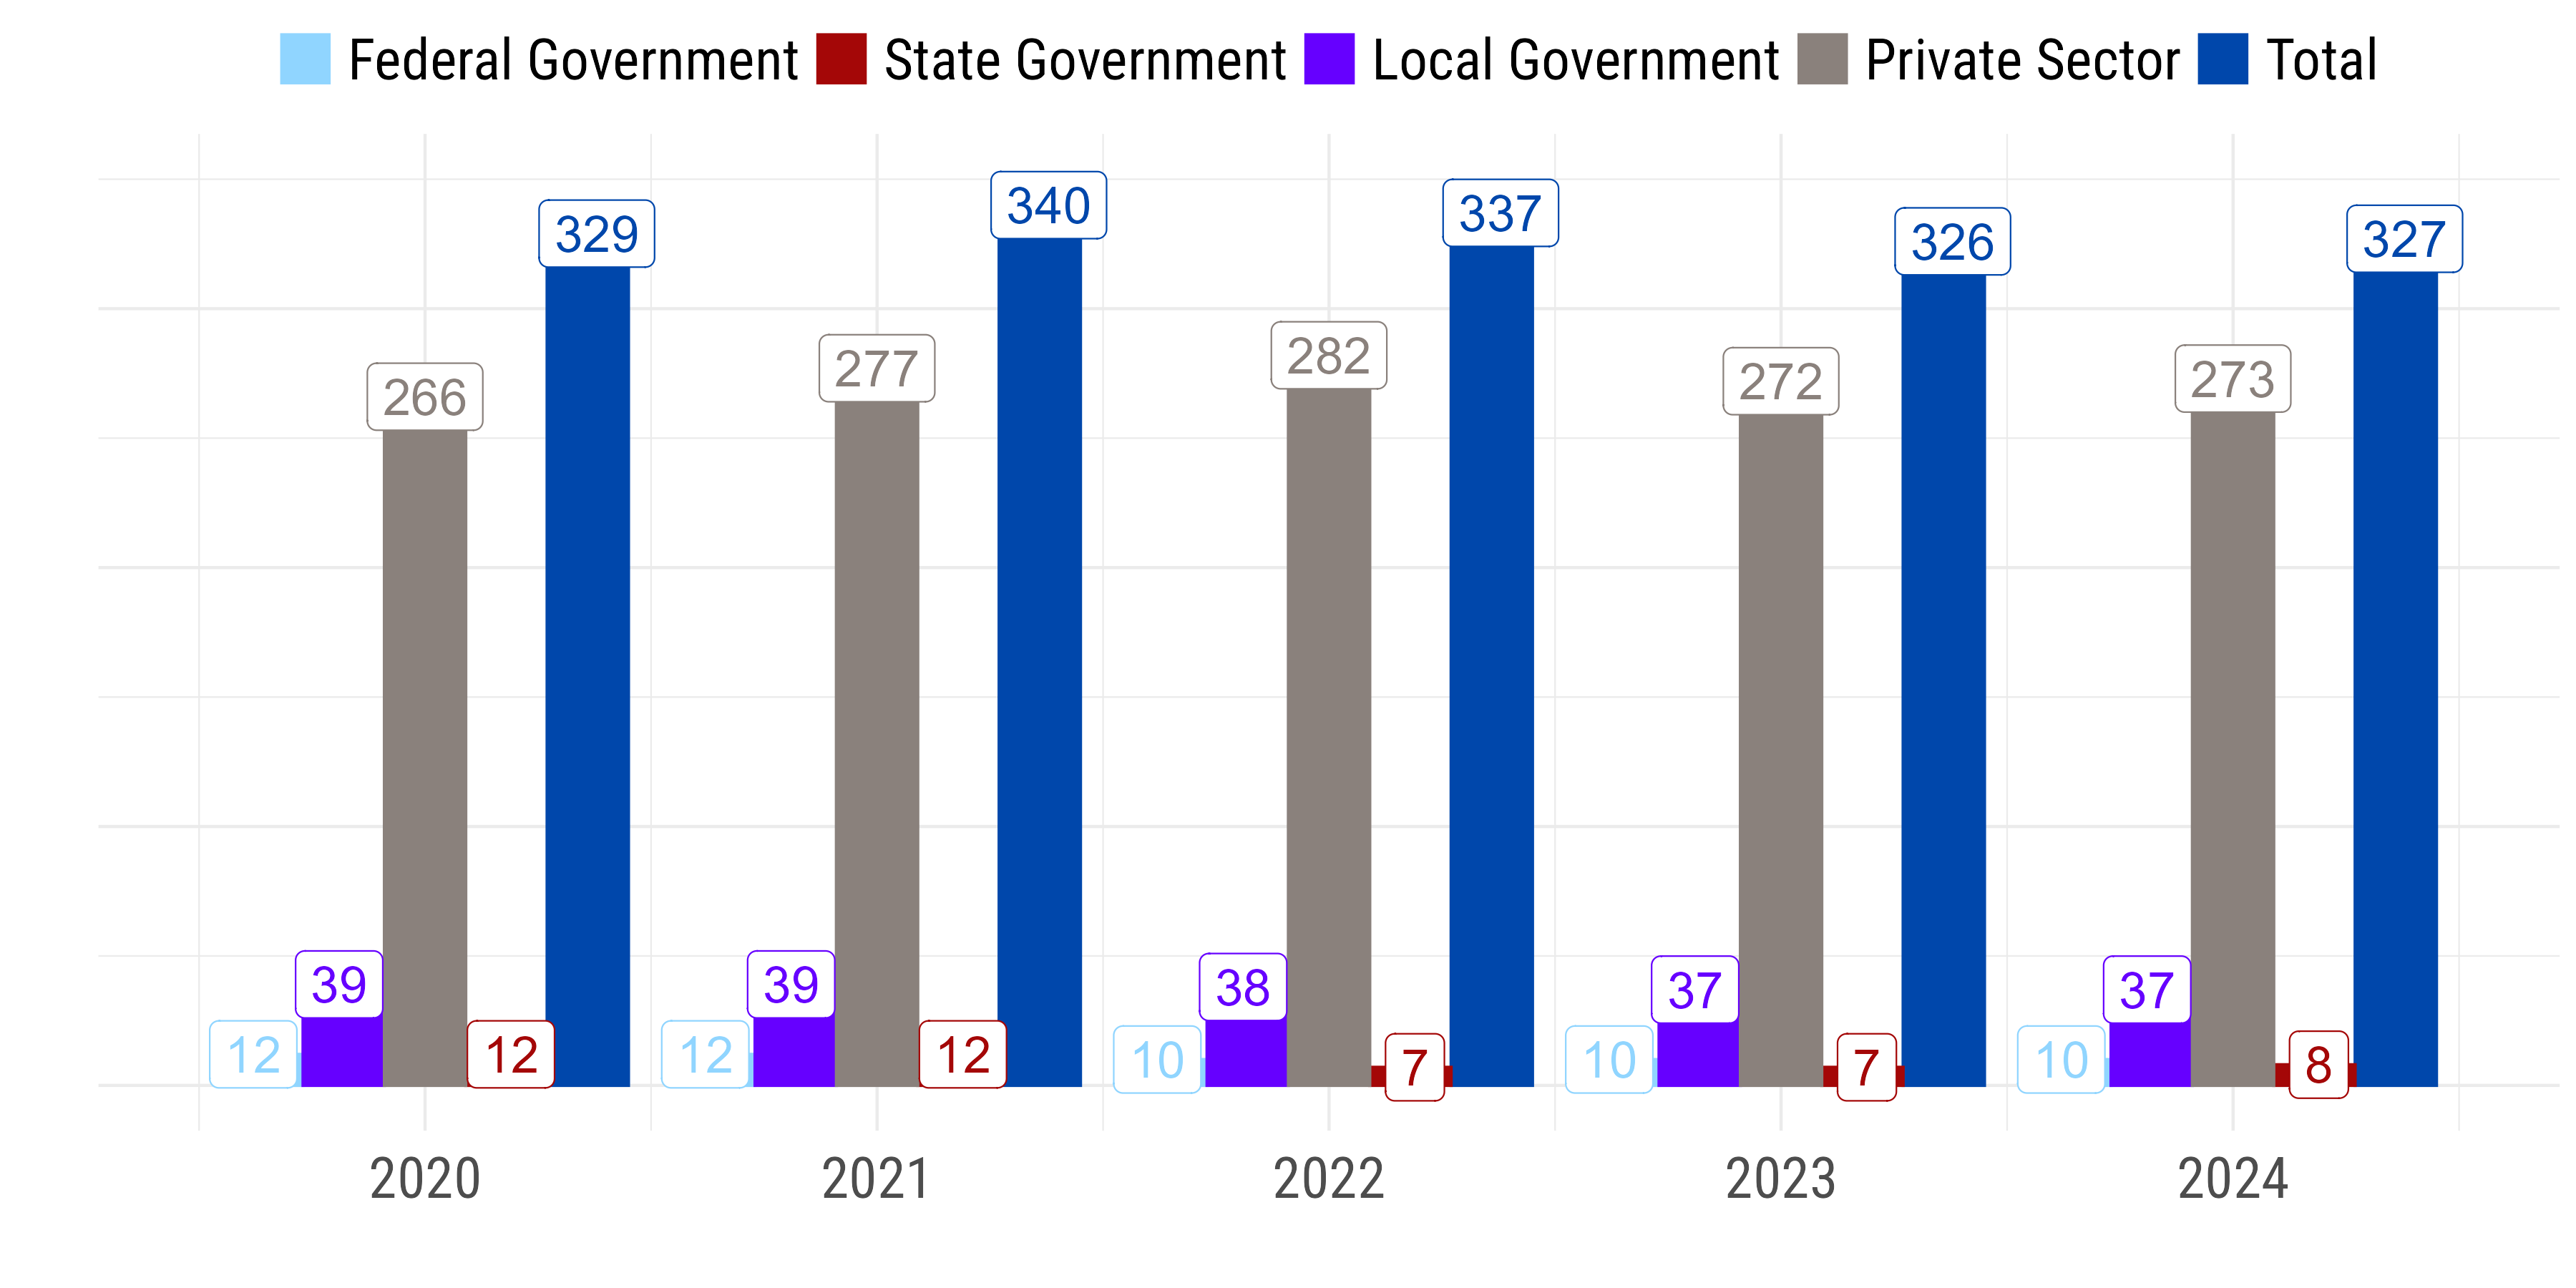 Federal Government State Government Local Government Private Sector Total
329 340 337 326 327
266 277 282 272 273
39 39 38 37 37
12 12 12 12 10 7 10 7 10 8
2020 2021 2022 2023 2024